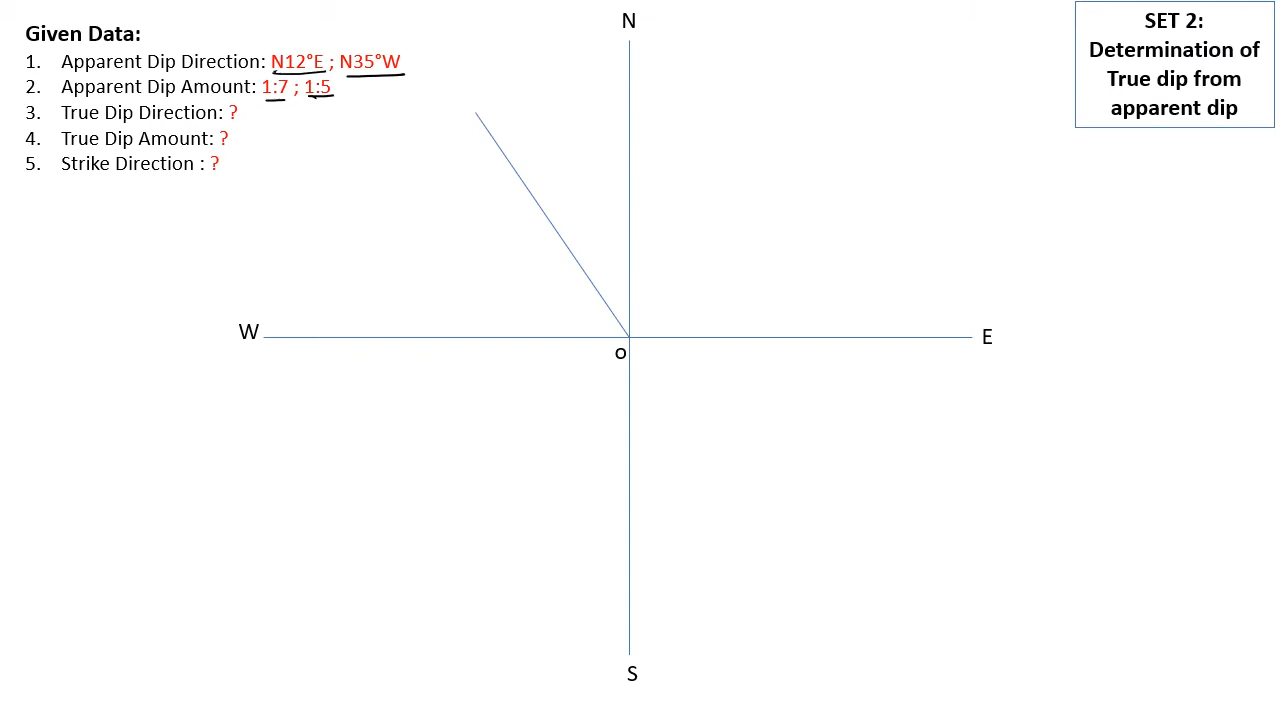 Given Data:
1. Apparent Dip Direction: N12°E ; N35°W
2. Apparent Dip Amount: 1:7 ; 1:5
3. True Dip Direction: ?
4. True Dip Amount: ?
5. Strike Direction : ?
N
SET 2:
Determination of
True dip from
apparent dip
W
E
o
S